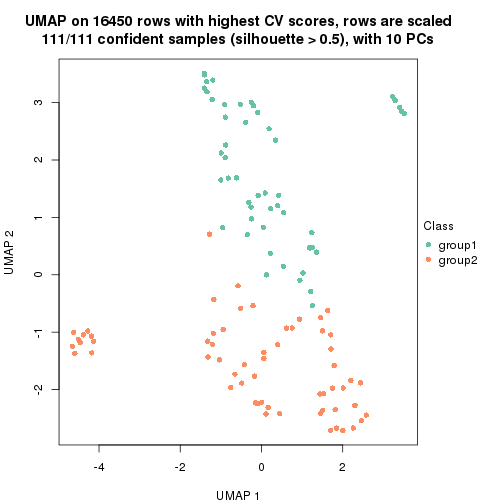 UMAP on 16450 rows with highest CV scores, rows are scaled
111/111 confident samples (silhouette > 0.5), with 10 PCs
3
2
1
0
-1
-2
UMAP 2
-4
-2
0
2
UMAP 1
Class
group1
group2